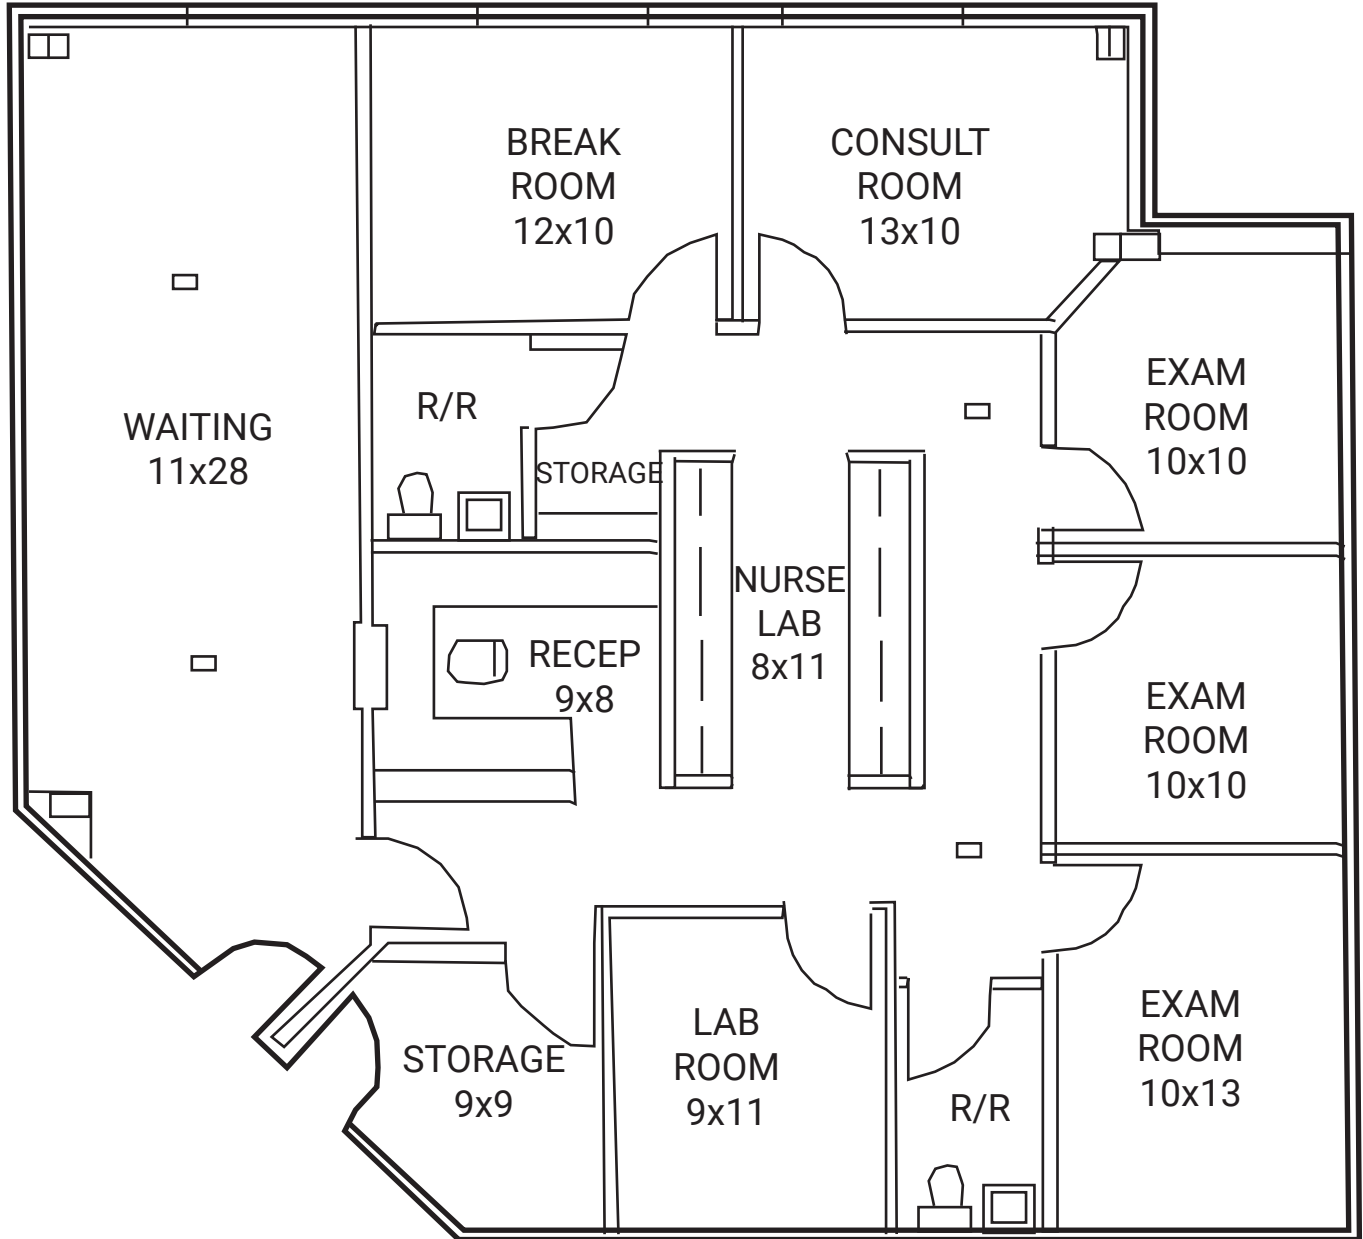 BREAK
ROOM
12x10
CONSULT
ROOM
13x10
WAITING
11x28
R/R
STORAGE
EXAM
ROOM
10x10
NURSE
LAB
8x11
RECEP
9x8
EXAM
ROOM
10x10
STORAGE
9x9
LAB
ROOM
9x11
R/R
EXAM
ROOM
10x13